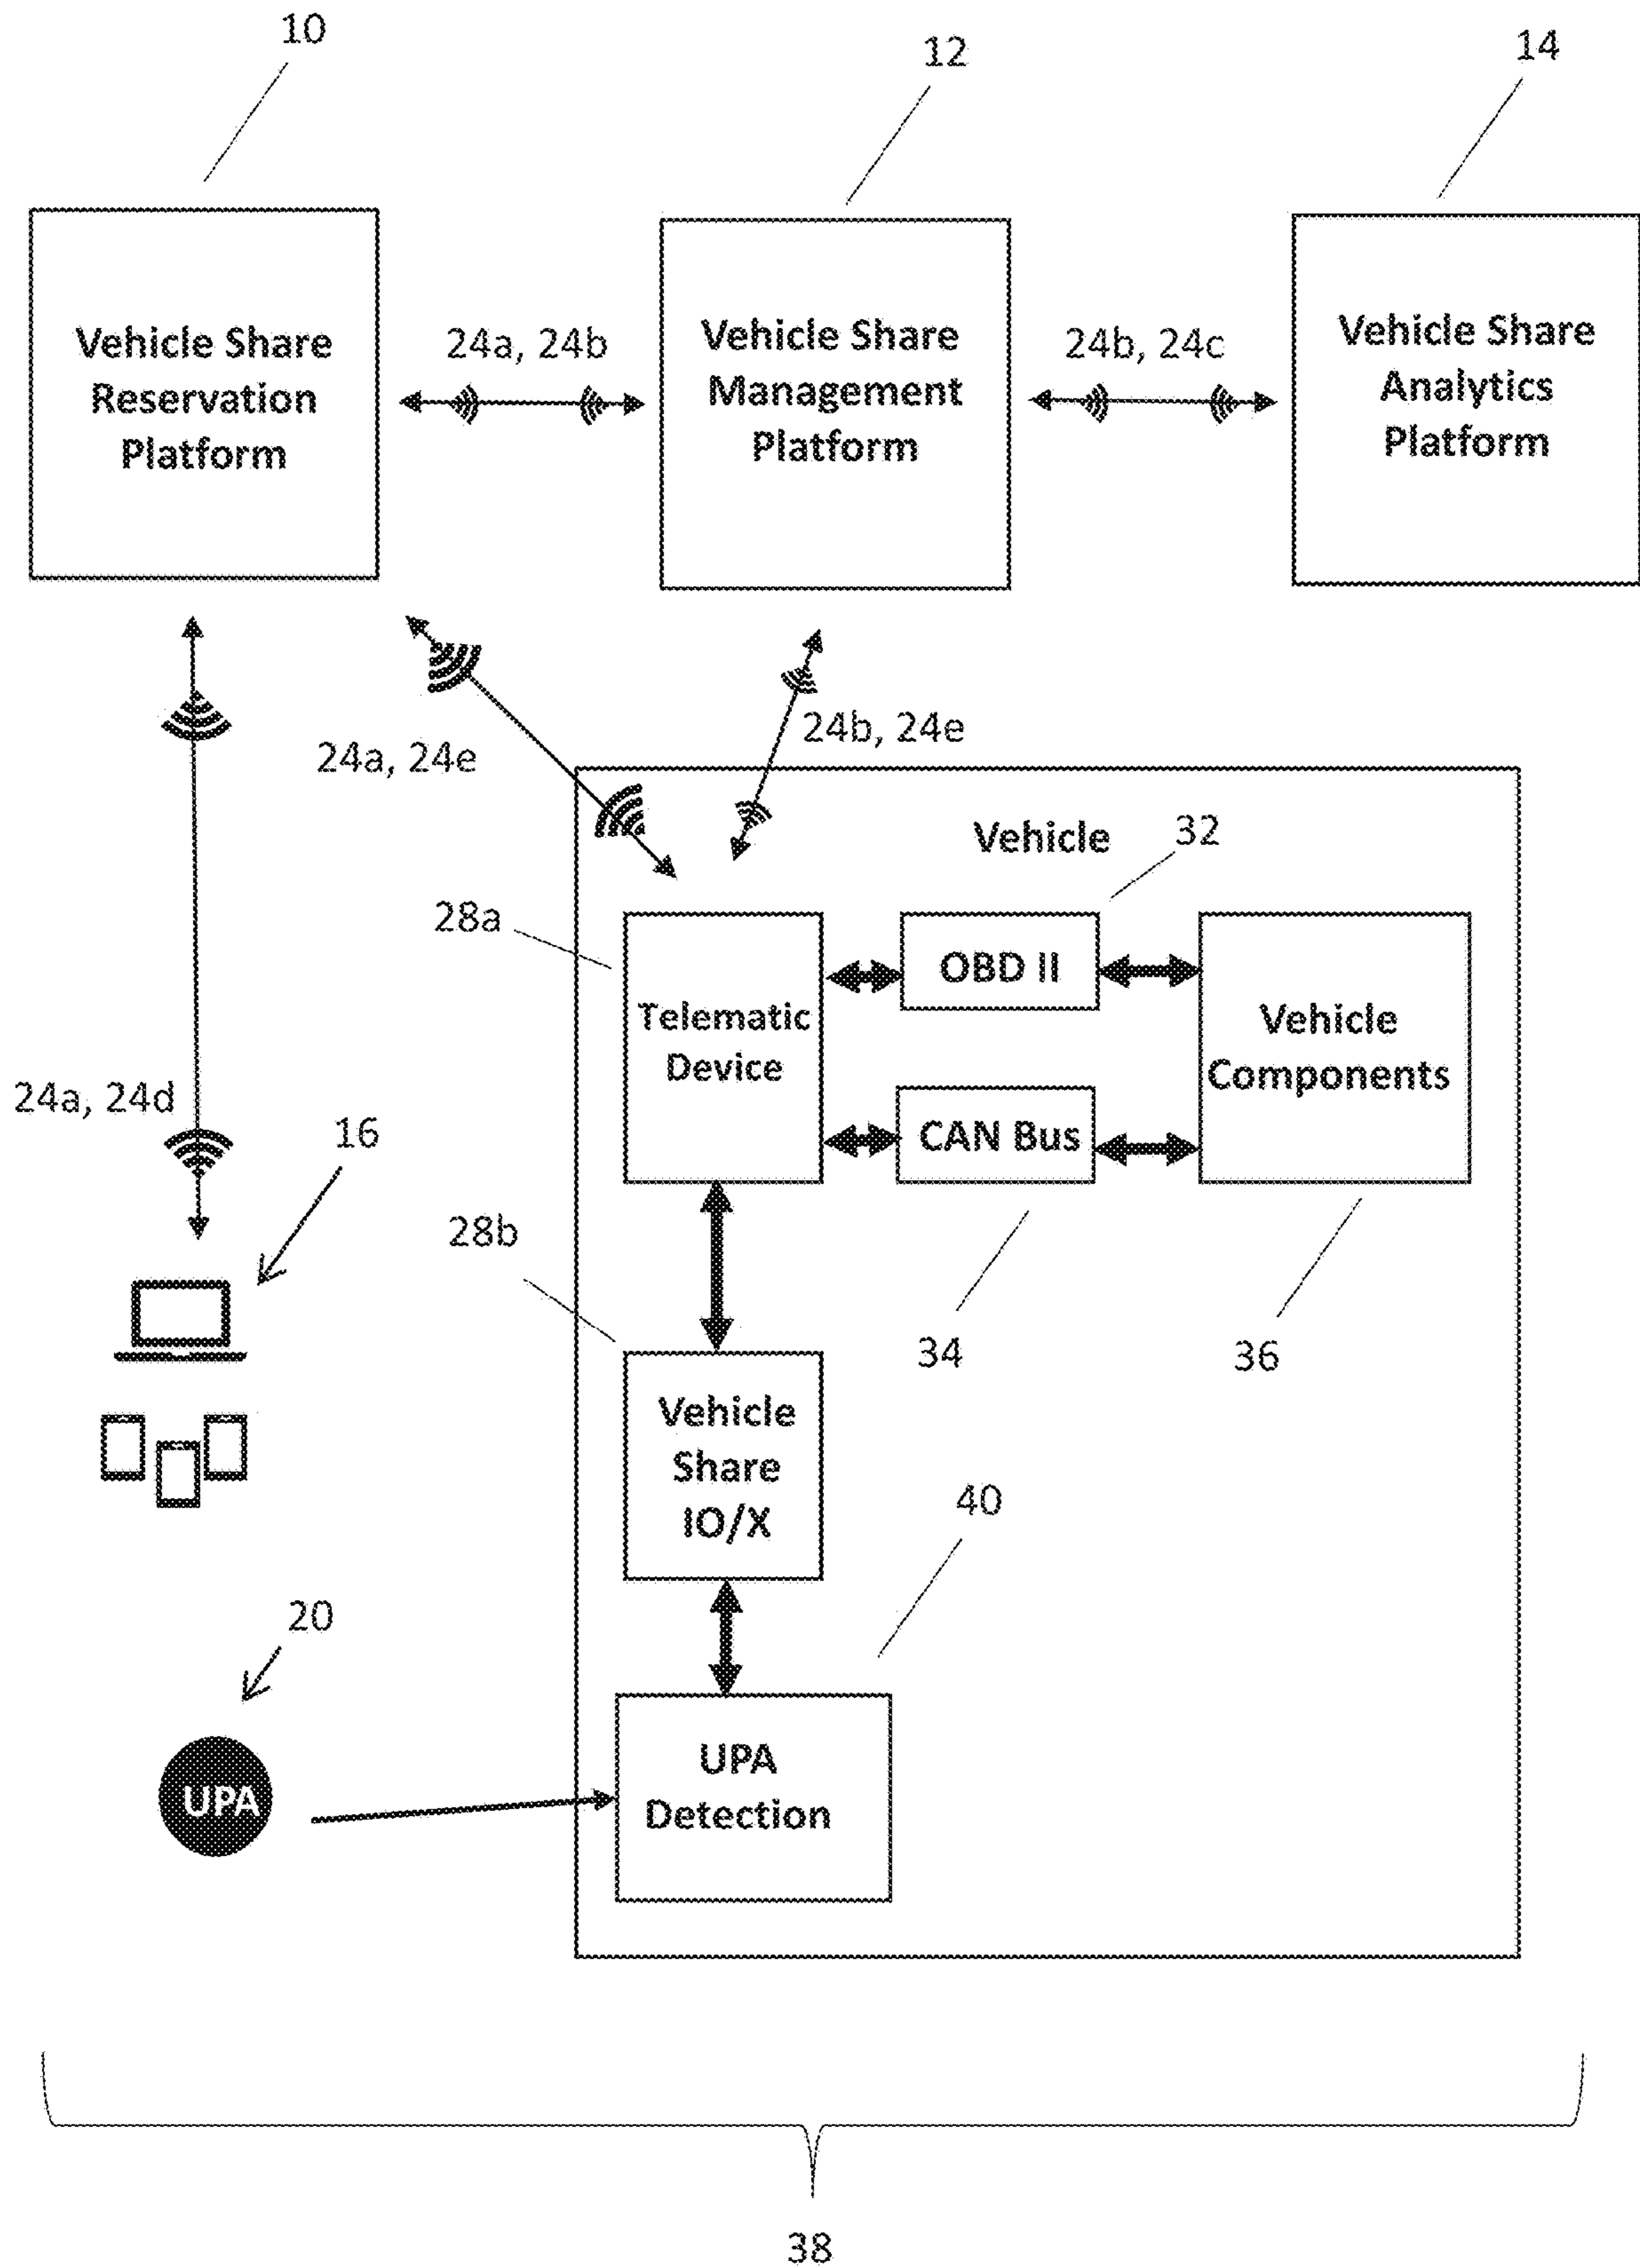 10
12
14
Vehicle Share
Reservation
Platform
24a, 24b
Vehicle Share
Management
Platform
24b, 24c
Vehicle Share
Analytics
Platform
24a, 24e
24b, 24e
Vehicle
32
28a
Telematic
Device
OBD II
CAN Bus
Vehicle
Components
24a, 24d
16
28b
34
36
Vehicle
Share
IO/X
40
20
UPA
UPA
Detection
38